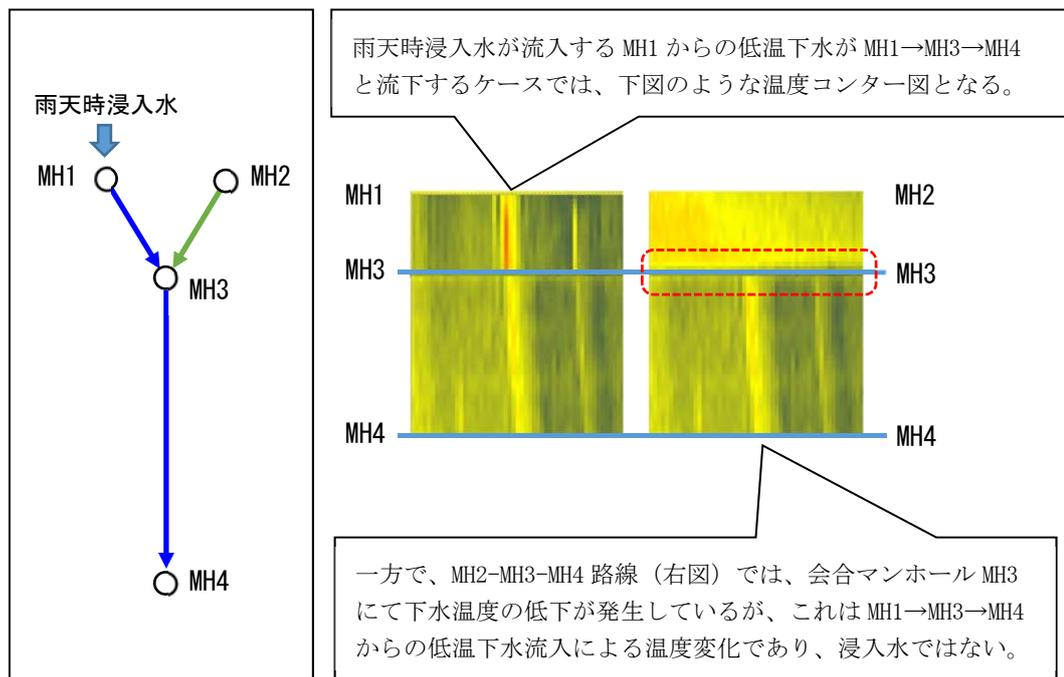 雨天時浸入水が流入する MH1 からの低温下水が MH1→MH3→MH4
と流下するケースでは、下図のような温度コンター図となる。
雨天時浸入水
MH1
MH2
MH3
MH4
MH1
MH2
MH3
MH3
MH4
MH4
一方で、MH2-MH3-MH4 路線（右図）では、会合マンホール MH3
にて下水温度の低下が発生しているが、これは MH1→MH3→MH4
からの低温下水流入による温度変化であり、浸入水ではない。